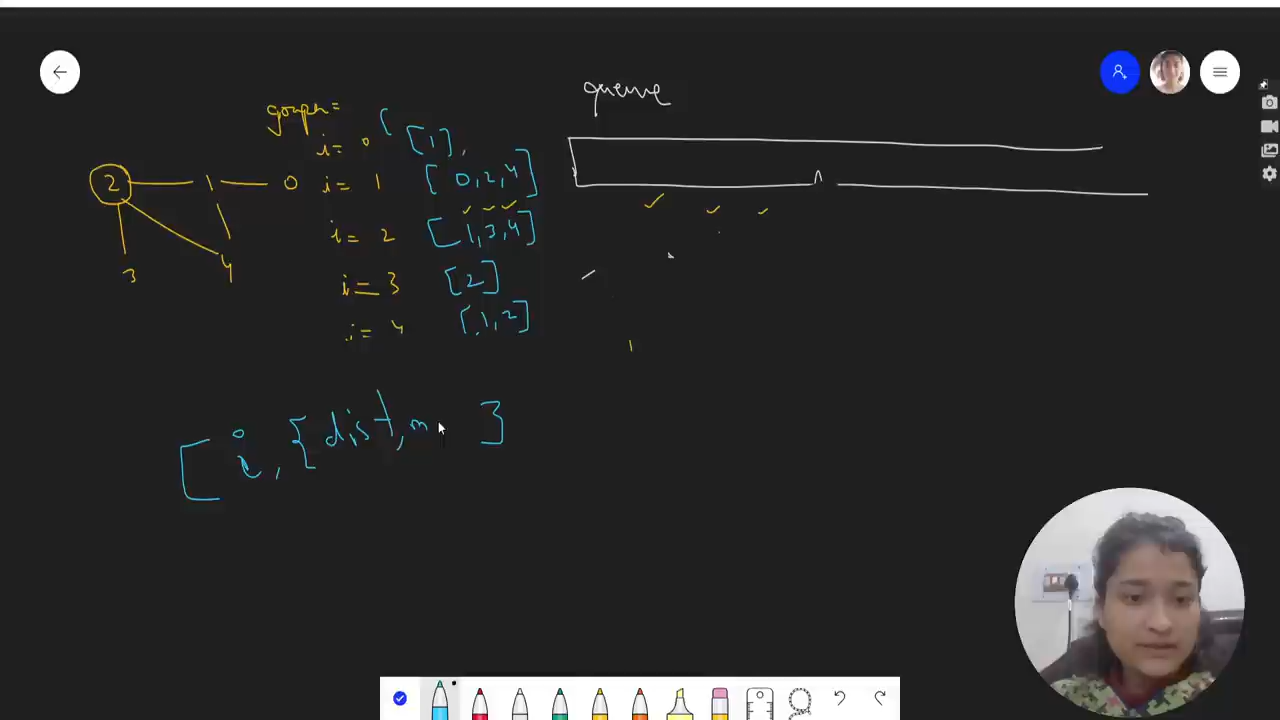 queue
graph= [
i= 0 [1],
i= 1 [0,2,4]
i= 2 [1,3,4]
i= 3 [2]
i= 4 [1,2]
2 1 0
3 4
[ i, { dist, m ]